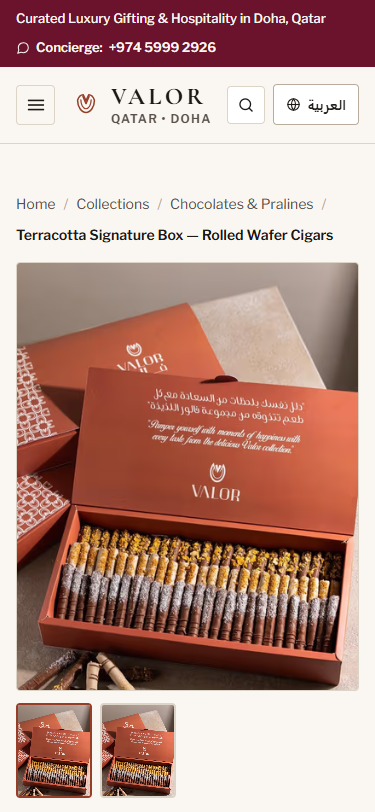 Curated Luxury Gifting & Hospitality in Doha, Qatar
Concierge: +974 5999 2926
VALOR
QATAR • DOHA
العربية
Home / Collections / Chocolates & Pralines /
Terracotta Signature Box — Rolled Wafer Cigars
VALOR
"دلل نفسك بلحظات من السعادة مع كل
طعم تتذوقه من مجموعة فالور اللذيذة"
"Pamper yourself with moments of happiness with
every taste from the delicious Valor collection."
VALOR